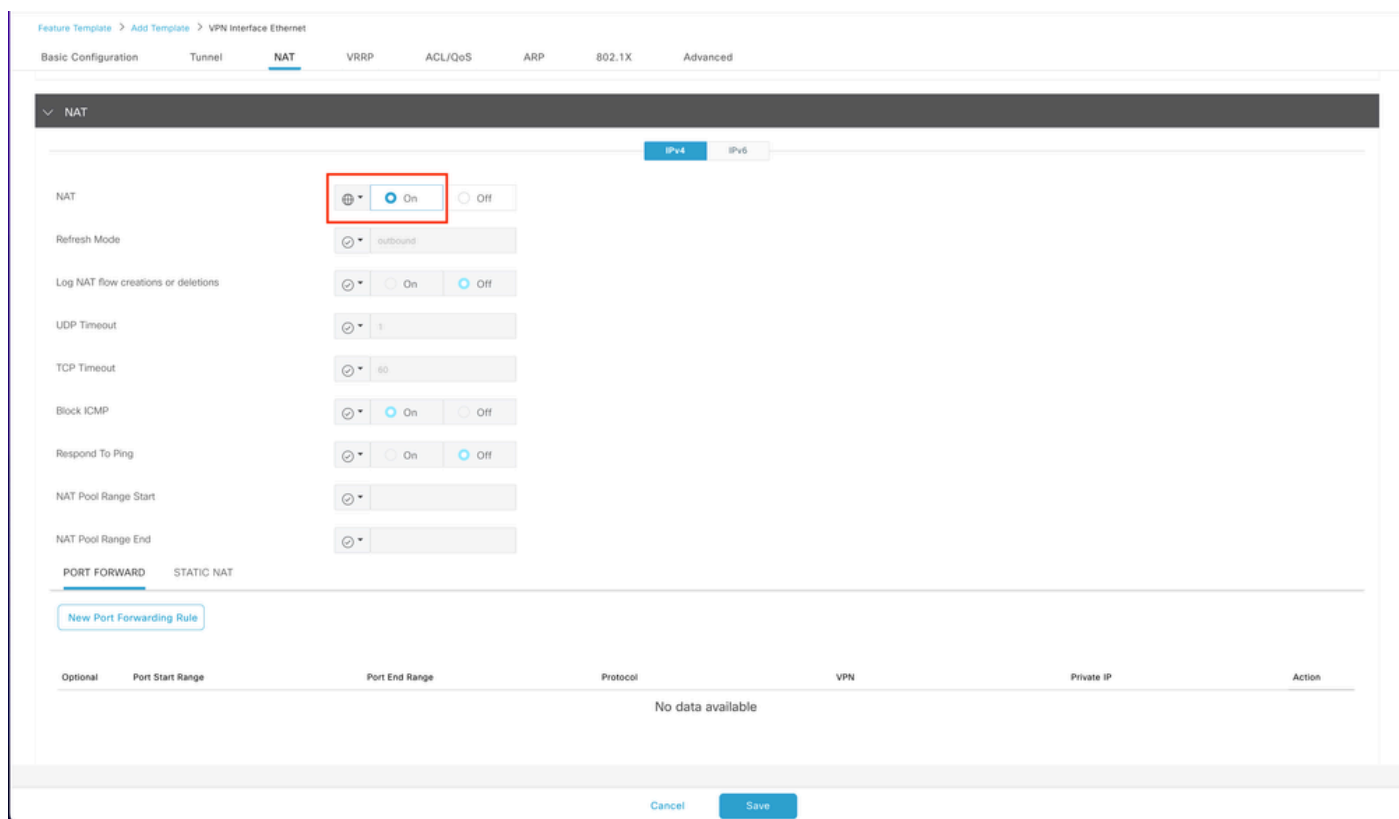 Feature Template > Add Template > VPN Interface Ethernet
Basic Configuration Tunnel NAT VRRP ACL/QoS ARP 802.1X Advanced
NAT
IPv4 IPv6
NAT On Off
Refresh Mode outbound
Log NAT flow creations or deletions On Off
UDP Timeout 1
TCP Timeout 60
Block ICMP On Off
Respond To Ping On Off
NAT Pool Range Start
NAT Pool Range End
PORT FORWARD STATIC NAT
New Port Forwarding Rule
Optional Port Start Range Port End Range Protocol VPN Private IP Action
No data available
Cancel Save